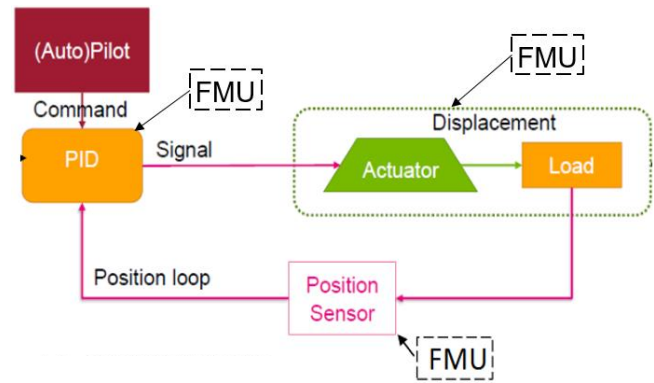 (Auto)Pilot
FMU
FMU
Command
Displacement
PID
Signal
Actuator
Load
Position loop
Position
Sensor
FMU